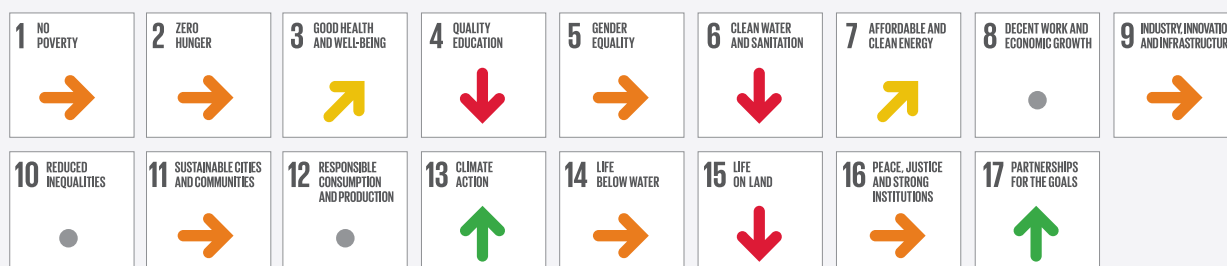 1 NO
POVERTY
2 ZERO
HUNGER
3 GOOD HEALTH
AND WELL-BEING
4 QUALITY
EDUCATION
5 GENDER
EQUALITY
6 CLEAN WATER
AND SANITATION
7 AFFORDABLE AND
CLEAN ENERGY
8 DECENT WORK AND
ECONOMIC GROWTH
9 INDUSTRY, INNOVATIO
AND INFRASTRUCTUR
10 REDUCED
INEQUALITIES
11 SUSTAINABLE CITIES
AND COMMUNITIES
12 RESPONSIBLE
CONSUMPTION
AND PRODUCTION
13 CLIMATE
ACTION
14 LIFE
BELOW WATER
15 LIFE
ON LAND
16 PEACE, JUSTICE
AND STRONG
INSTITUTIONS
17 PARTNERSHIPS
FOR THE GOALS